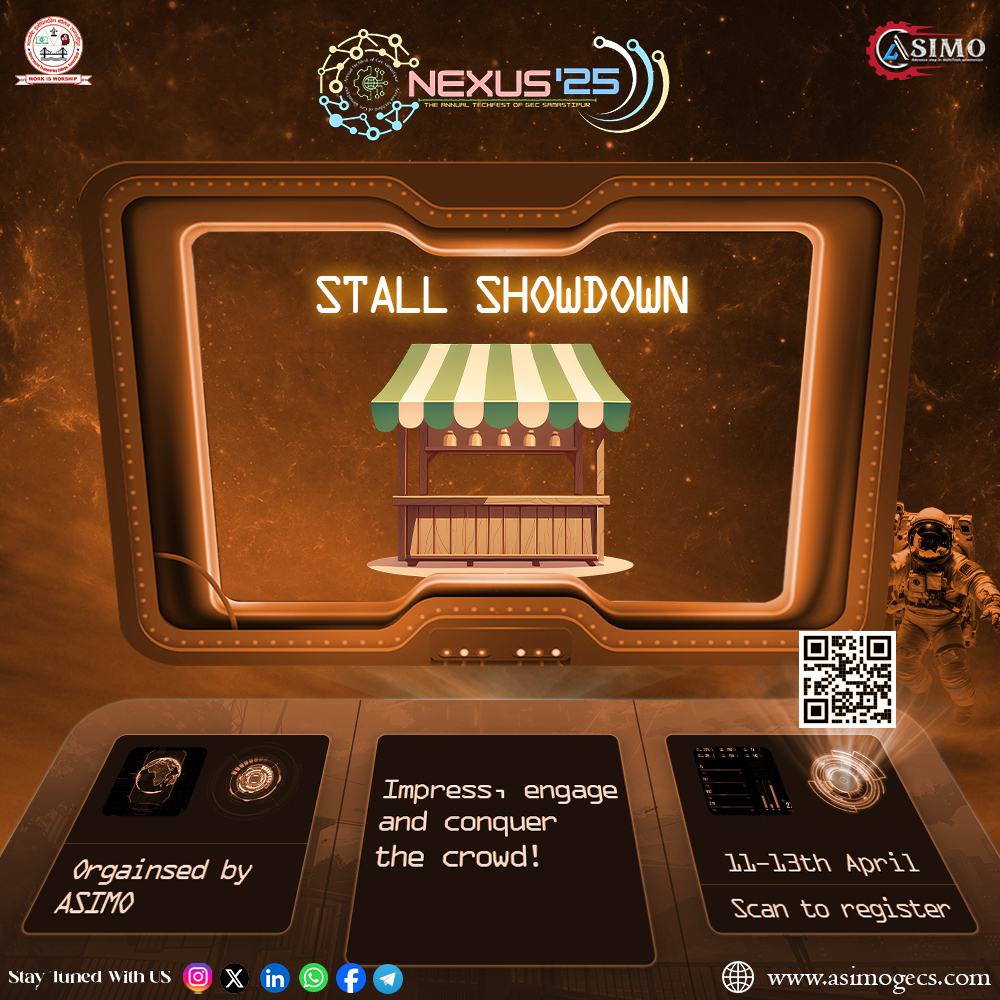 WORK IS WORSHIP
NEXUS'25
THE ANNUAL TECHFEST OF GEC SAMASTIPUR
ASIMO
STALL SHOWDOWN
Impress, engage
and conquer
the crowd!
Orgainsed by
ASIMO
11-13th April
Scan to register
Stay Tuned With US
www.asimogecs.com